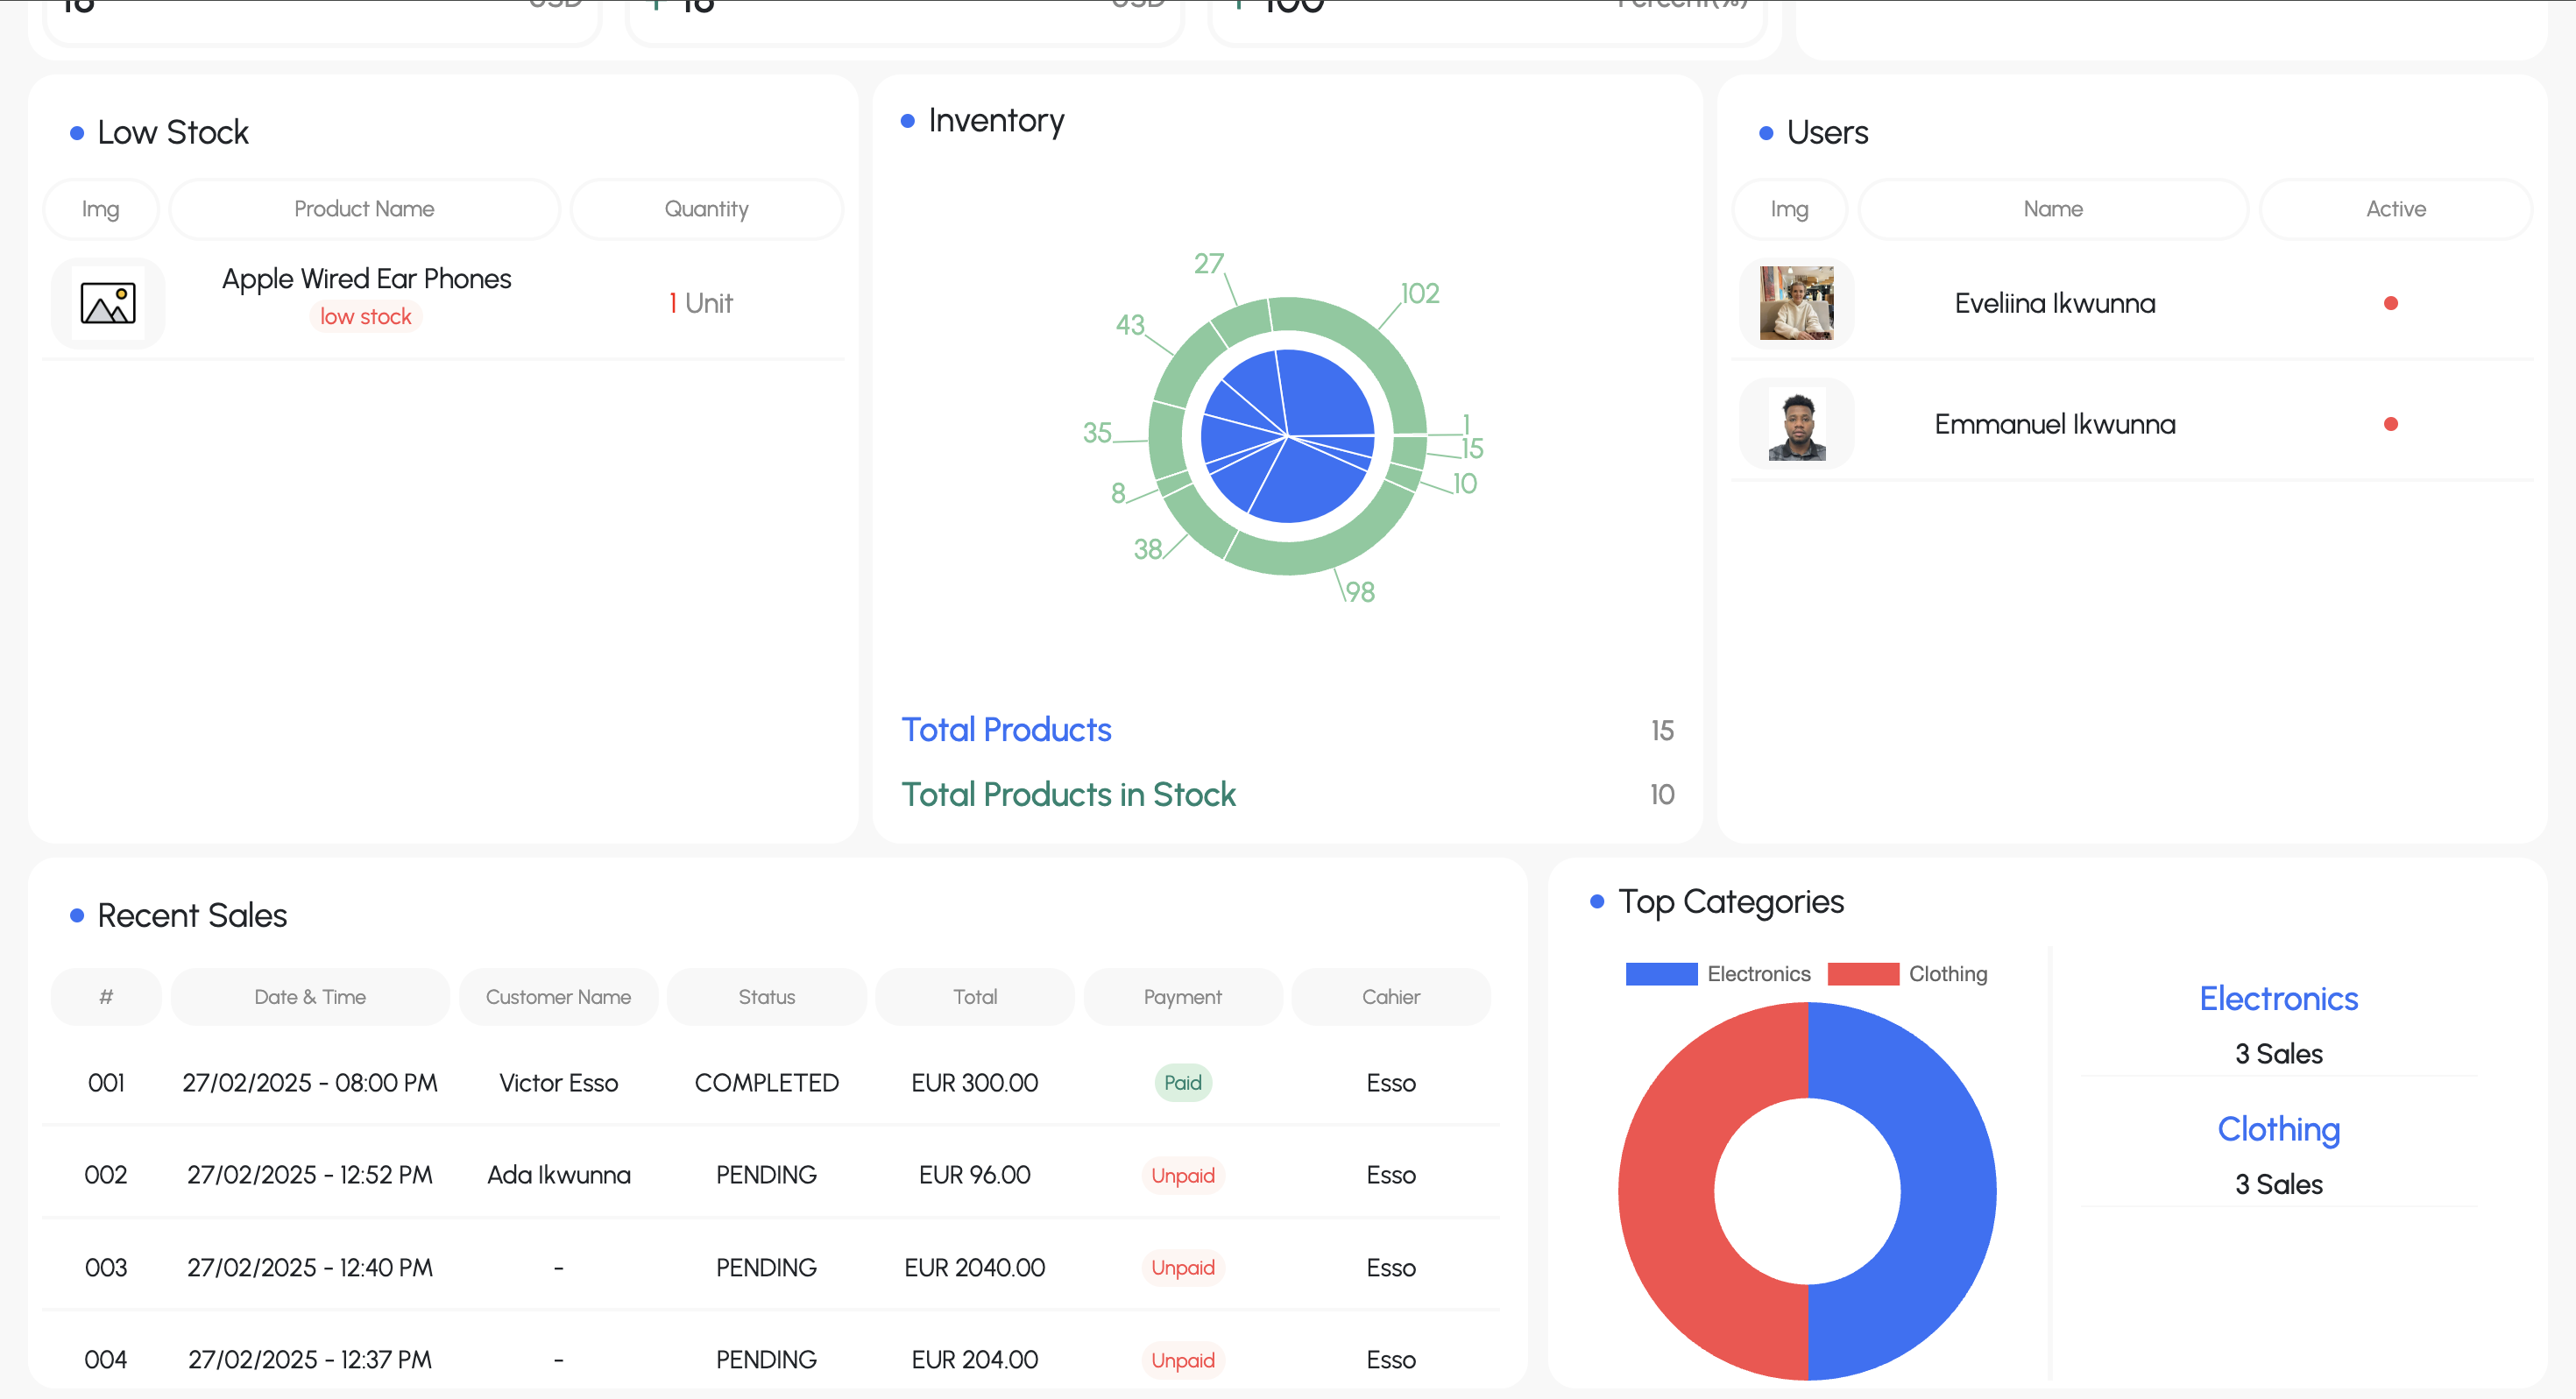 18 USD + 18 USD + 100 Percent(%)
Low Stock
Img Product Name Quantity
Apple Wired Ear Phones
low stock
1 Unit
Inventory
27
102
43
1
35
15
10
8
38
98
Total Products 15
Total Products in Stock 10
Users
Img Name Active
Eveliina Ikwunna
Emmanuel Ikwunna
Recent Sales
# Date & Time Customer Name Status Total Payment Cahier
001 27/02/2025 - 08:00 PM Victor Esso COMPLETED EUR 300.00 Paid Esso
002 27/02/2025 - 12:52 PM Ada Ikwunna PENDING EUR 96.00 Unpaid Esso
003 27/02/2025 - 12:40 PM - PENDING EUR 2040.00 Unpaid Esso
004 27/02/2025 - 12:37 PM - PENDING EUR 204.00 Unpaid Esso
Top Categories
Electronics Clothing
Electronics
3 Sales
Clothing
3 Sales